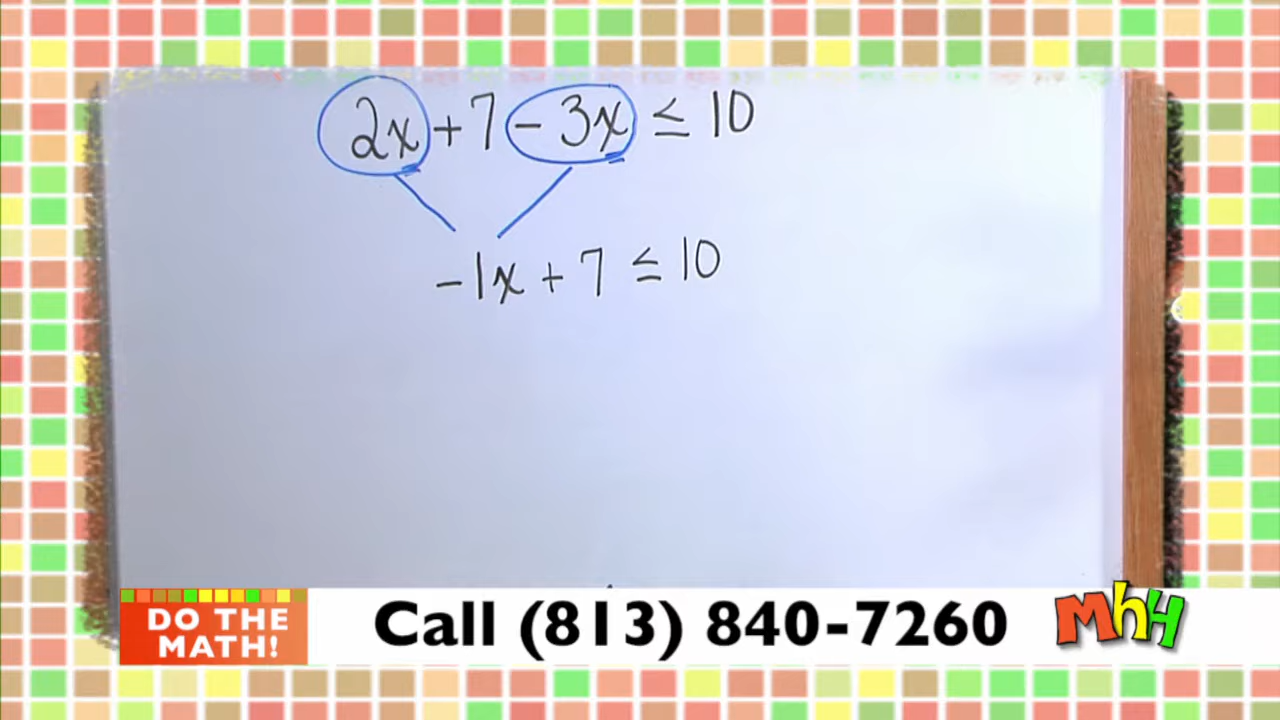 2x + 7 - 3x ≤ 10
-1x + 7 ≤ 10
DO THE
MATH!
Call (813) 840-7260
MhH